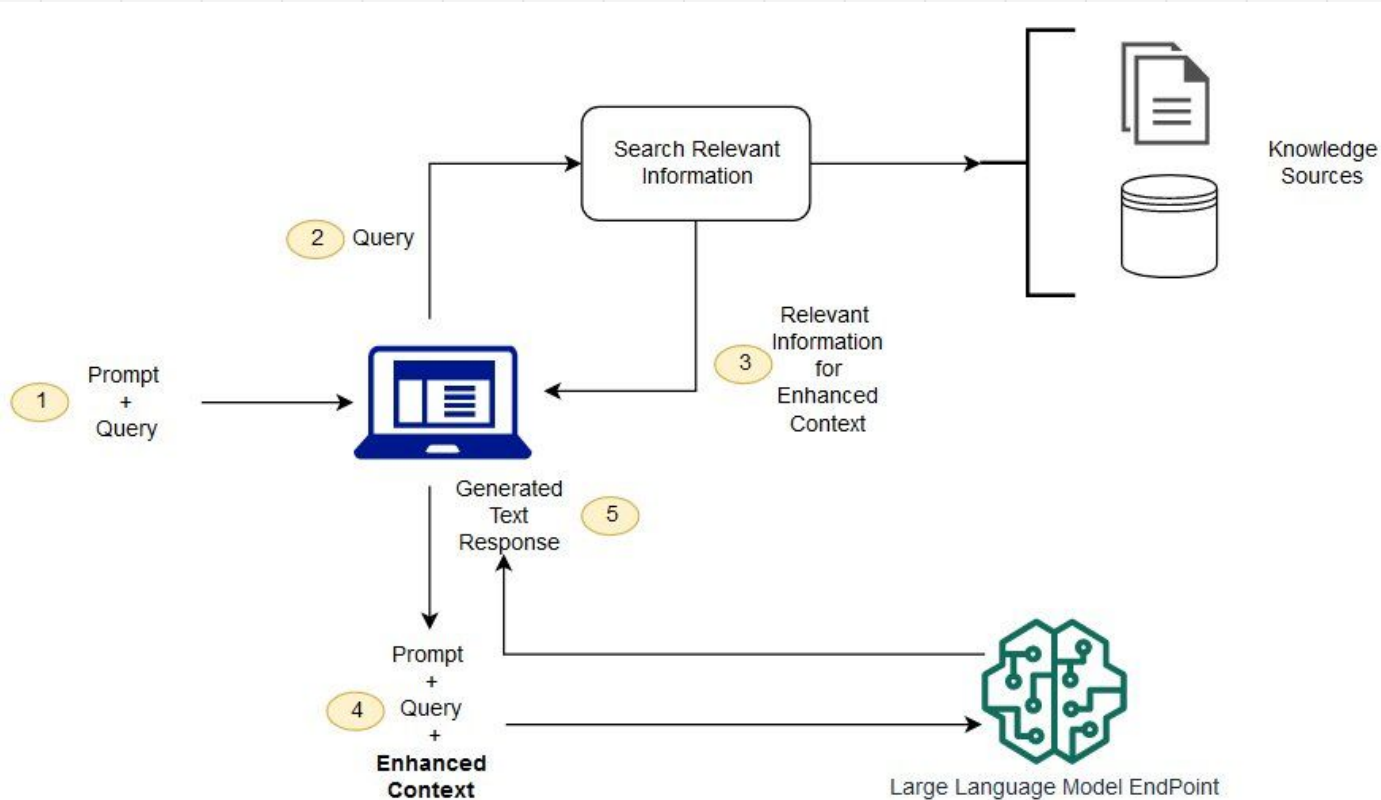 Search Relevant
Information
Knowledge
Sources
2 Query
Relevant
Information
for
Enhanced
Context
3
1
Prompt
+
Query
Generated
Text
Response
5
4
Prompt
+
Query
+
Enhanced
Context
Large Language Model EndPoint